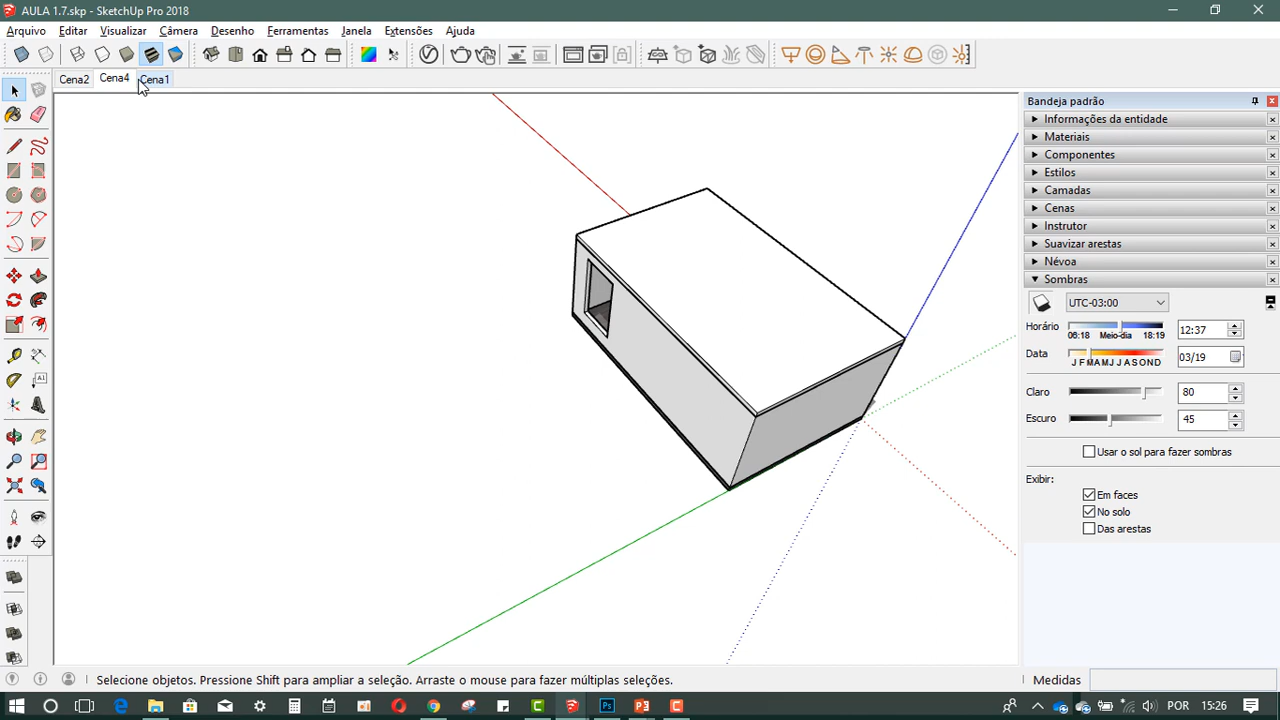 AULA 1.7.skp - SketchUp Pro 2018
Arquivo Editar Visualizar Câmera Desenho Ferramentas Janela Extensões Ajuda
Cena2 Cena4 Cena1
Bandeja padrão
Informações da entidade
Materiais
Componentes
Estilos
Camadas
Cenas
Instrutor
Suavizar arestas
Névoa
Sombras
UTC-03:00
Horário 12:37
06:18 Meio-dia 18:19
Data 03/19
J F M A M J J A S O N D
Claro 80
Escuro 45
Usar o sol para fazer sombras
Exibir:
Em faces
No solo
Das arestas
Selecione objetos. Pressione Shift para ampliar a seleção. Arraste o mouse para fazer múltiplas seleções. Medidas
POR 15:26